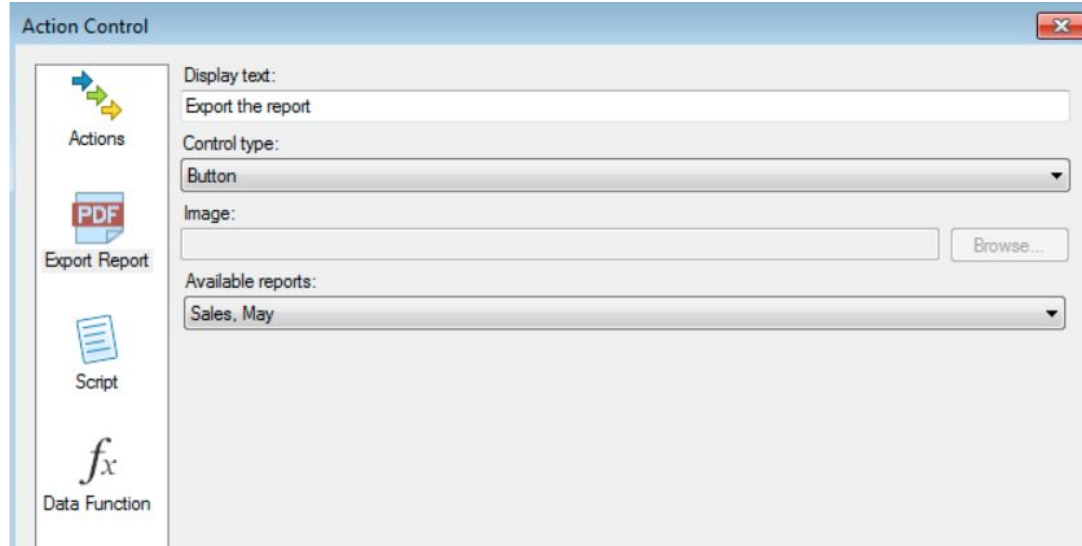 Action Control
Actions
PDF
Export Report
Script
fx
Data Function
Display text:
Export the report
Control type:
Button
Image:
Browse...
Available reports:
Sales, May